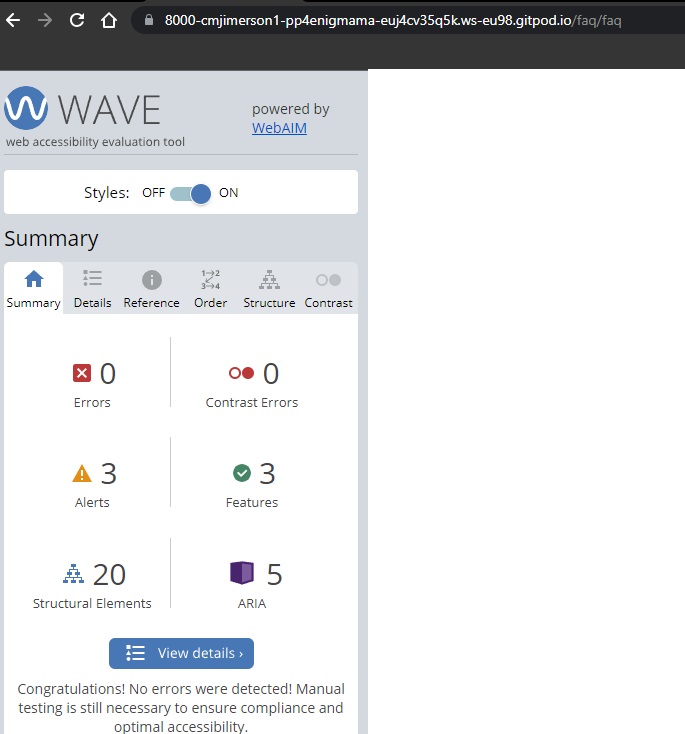 8000-cmjimerson1-pp4enigmama-euj4cv35q5k.ws-eu98.gitpod.io/faq/faq
WAVE
web accessibility evaluation tool
powered by
WebAIM
Styles: OFF ON
Summary
Summary Details Reference Order Structure Contrast
0 0
Errors Contrast Errors
3 3
Alerts Features
20 5
Structural Elements ARIA
View details ›
Congratulations! No errors were detected! Manual
testing is still necessary to ensure compliance and
optimal accessibility.